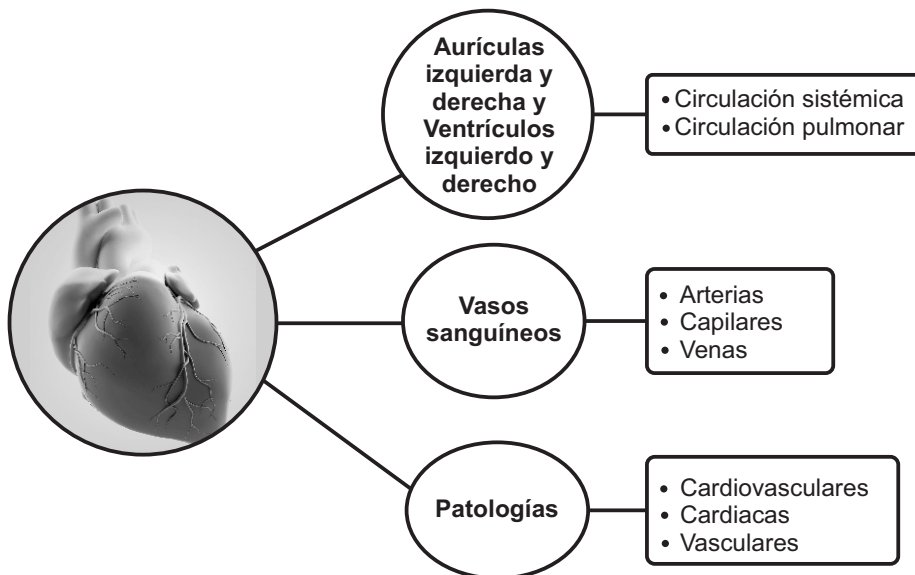 Aurículas
izquierda y
derecha y
Ventrículos
izquierdo y
derecho
• Circulación sistémica
• Circulación pulmonar
Vasos
sanguíneos
• Arterias
• Capilares
• Venas
Patologías
• Cardiovasculares
• Cardiacas
• Vasculares